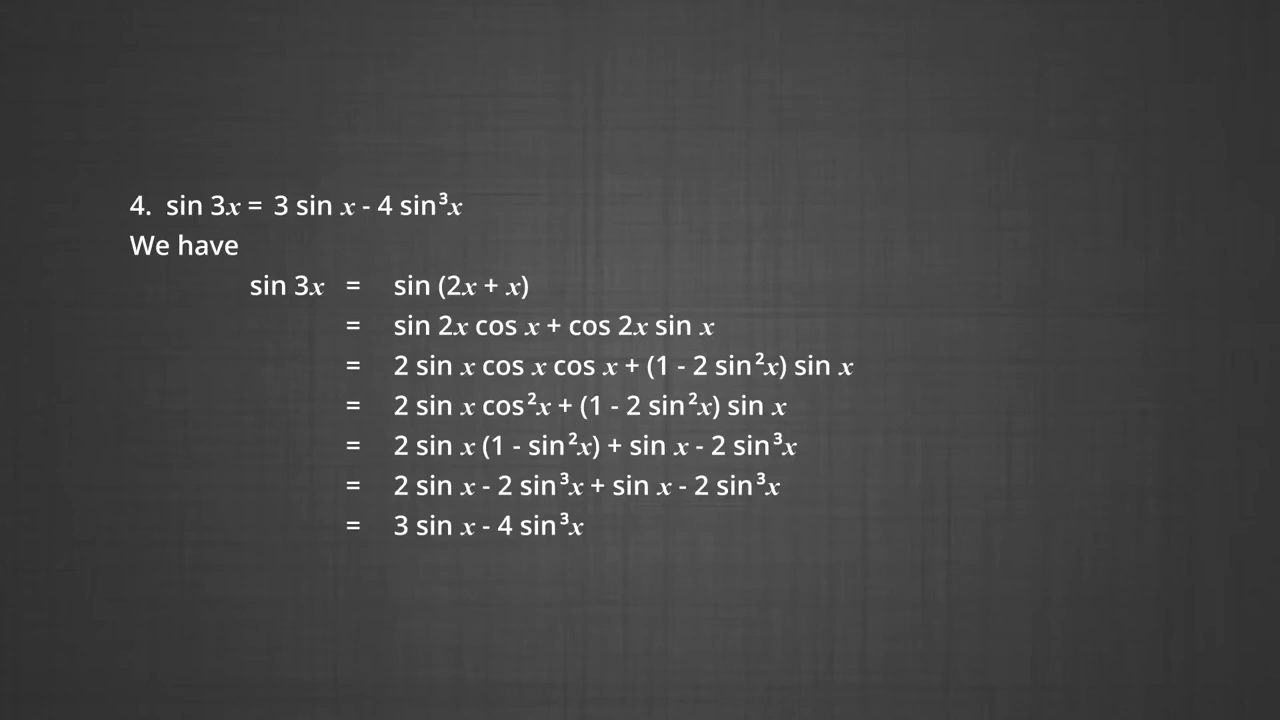 4. sin 3x = 3 sin x - 4 sin³x
We have
sin 3x = sin (2x + x)
= sin 2x cos x + cos 2x sin x
= 2 sin x cos x cos x + (1 - 2 sin²x) sin x
= 2 sin x cos²x + (1 - 2 sin²x) sin x
= 2 sin x (1 - sin²x) + sin x - 2 sin³x
= 2 sin x - 2 sin³x + sin x - 2 sin³x
= 3 sin x - 4 sin³x